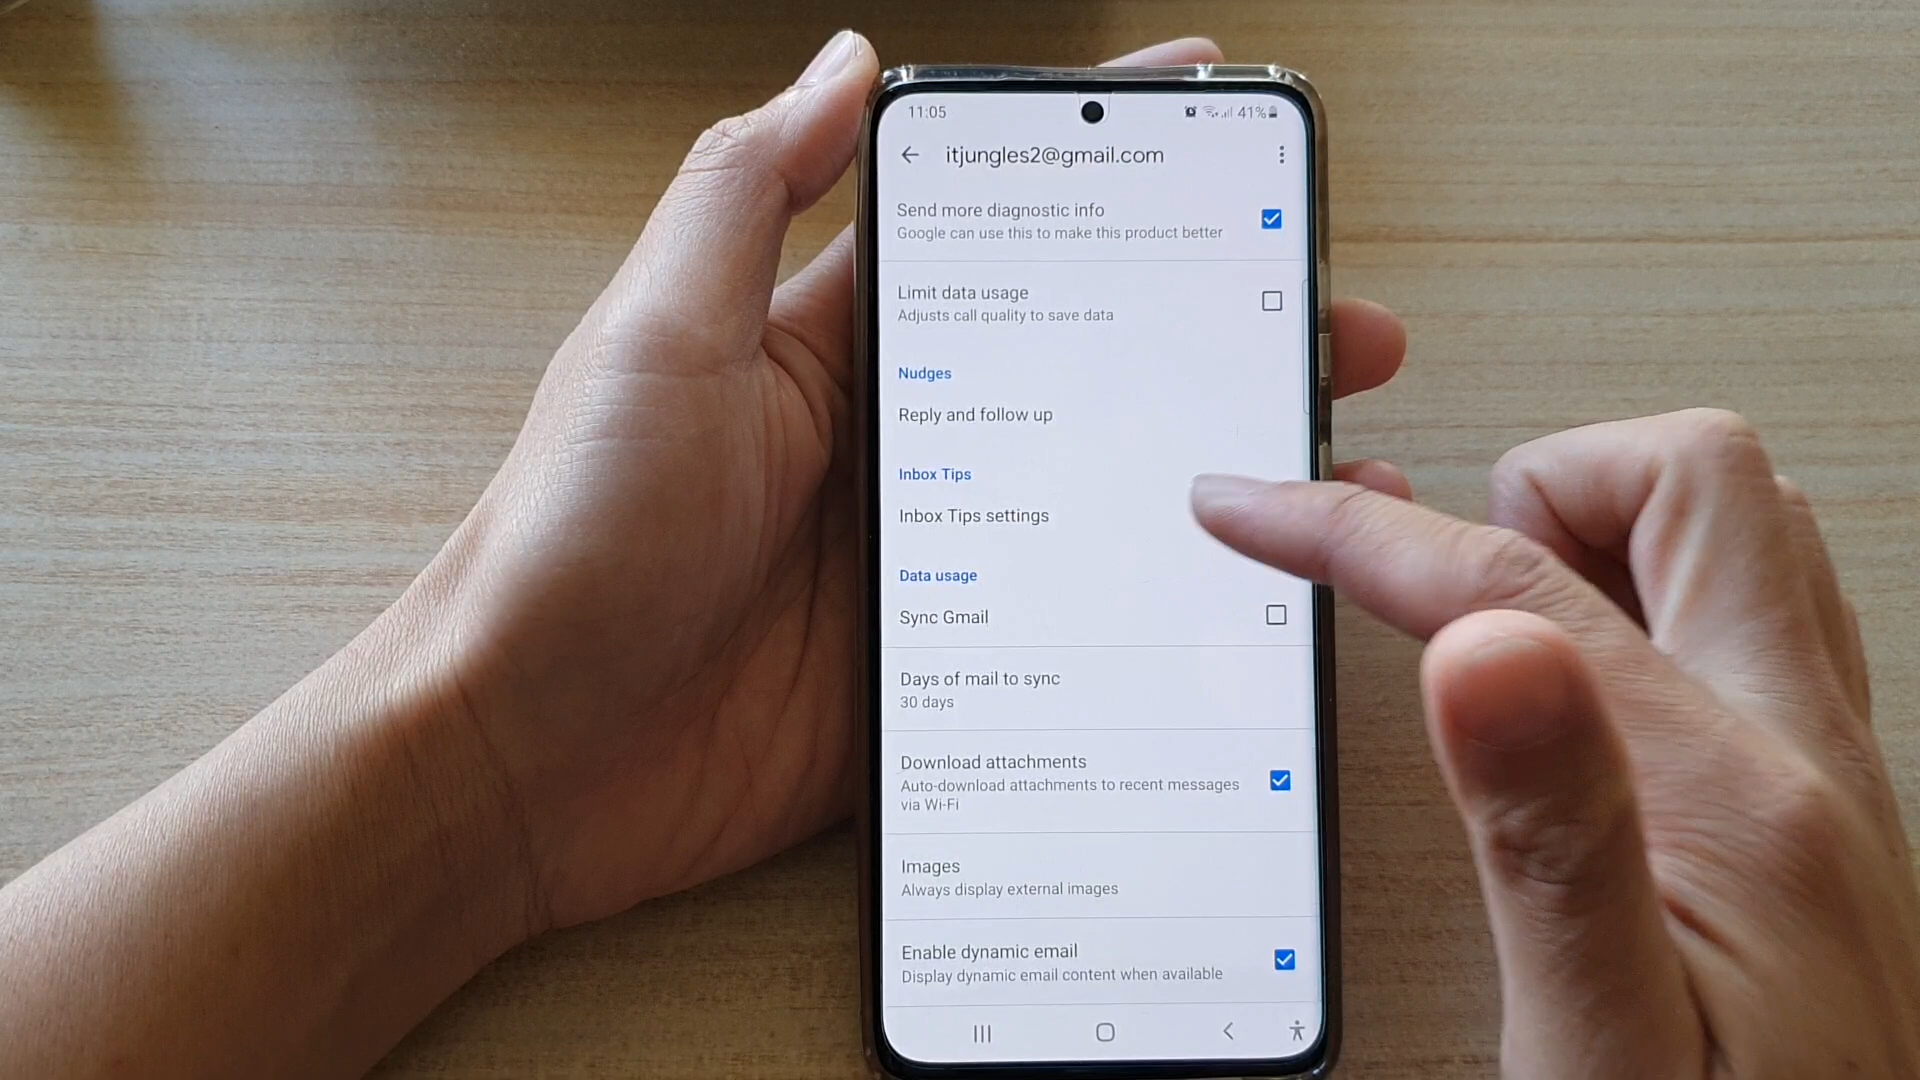 11:05 41%
itjungles2@gmail.com
Send more diagnostic info
Google can use this to make this product better
Limit data usage
Adjusts call quality to save data
Nudges
Reply and follow up
Inbox Tips
Inbox Tips settings
Data usage
Sync Gmail
Days of mail to sync
30 days
Download attachments
Auto-download attachments to recent messages
via Wi-Fi
Images
Always display external images
Enable dynamic email
Display dynamic email content when available